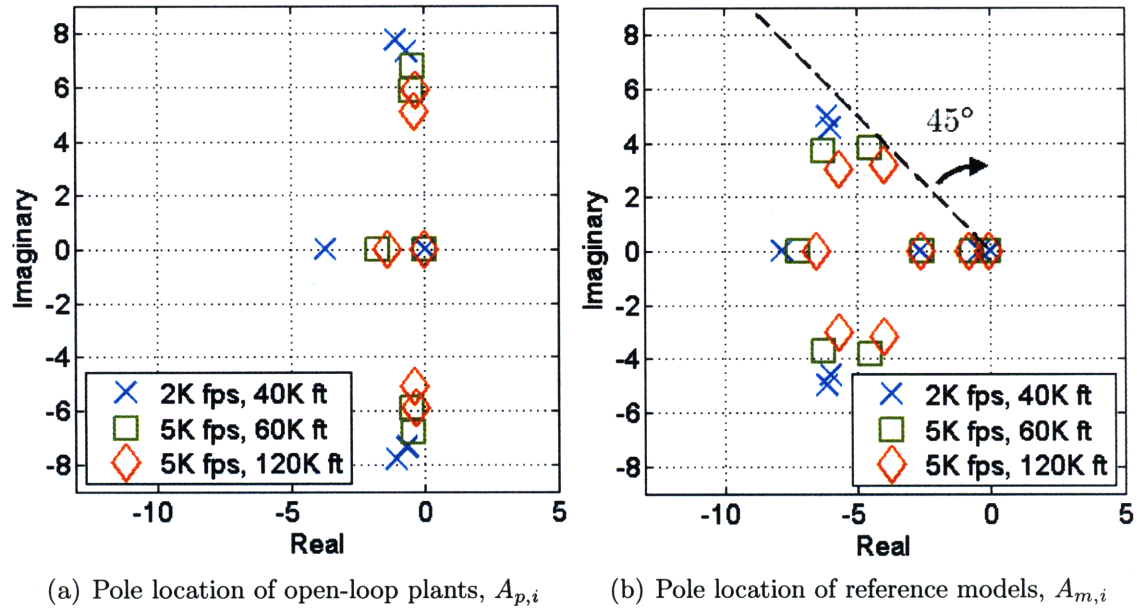 8
6
4
2
0
-2
-4
-6
-8
Imaginary
-10
-5
0
5
Real
2K fps, 40K ft
5K fps, 60K ft
5K fps, 120K ft
(a) Pole location of open-loop plants, A_{p,i}
8
6
4
2
0
-2
-4
-6
-8
Imaginary
45°
-10
-5
0
5
Real
2K fps, 40K ft
5K fps, 60K ft
5K fps, 120K ft
(b) Pole location of reference models, A_{m,i}